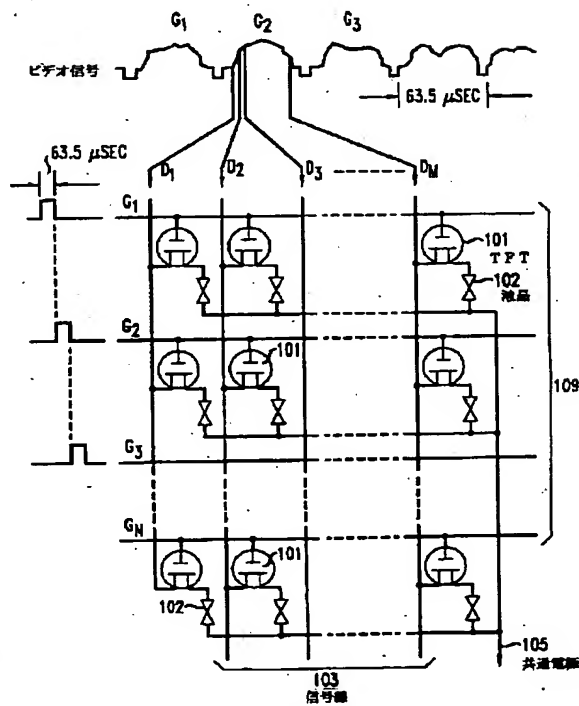 G₁ G₂ G₃
ビデオ信号
63.5 μSEC
63.5 μSEC
D₁ D₂ D₃ D_M
G₁
101
TFT
102
液晶
G₂
101
109
G₃
G_N
101
102
105
共通電極
103
信号線